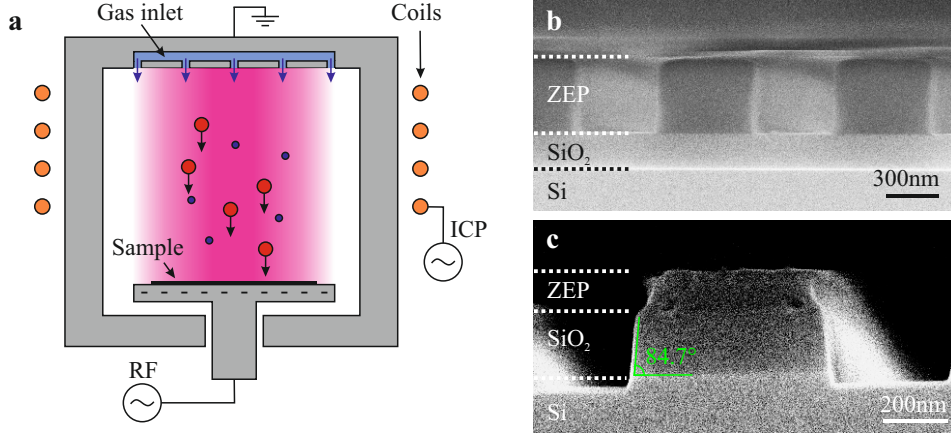 a
Gas inlet
Coils
ICP
Sample
RF
b
ZEP
SiO₂
Si
300nm
c
ZEP
SiO₂
84.7°
Si
200nm